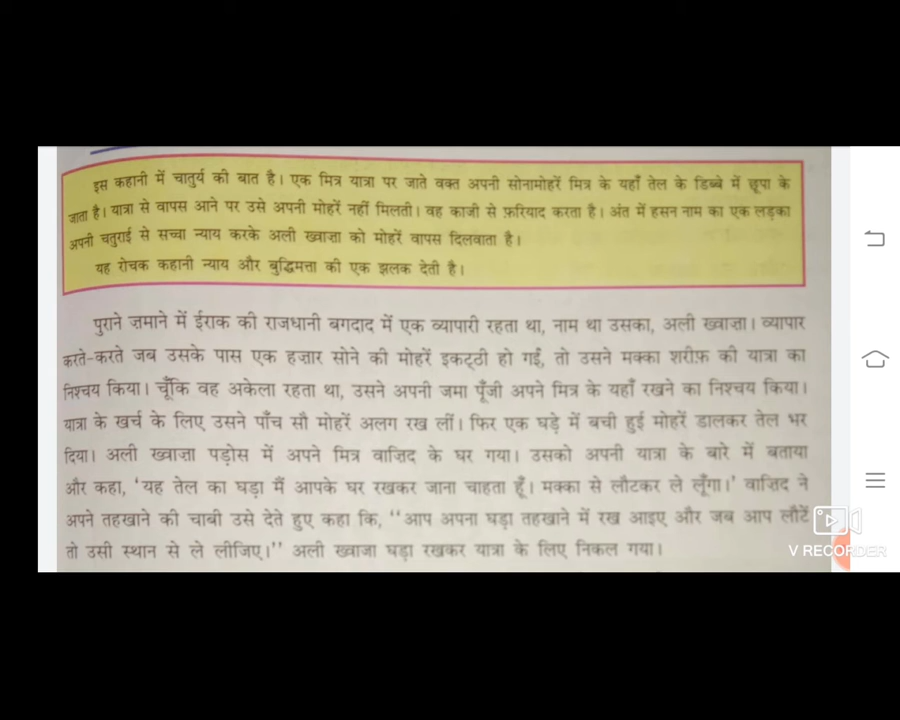 इस कहानी में चातुर्य की बात है। एक मित्र यात्रा पर जाते वक्त अपनी सोनामोहरें मित्र के यहाँ तेल के डिब्बे में छूपा के
जाता है। यात्रा से वापस आने पर उसे अपनी मोहरें नहीं मिलती। वह काजी से फ़रियाद करता है। अंत में हसन नाम का एक लड़का
अपनी चतुराई से सच्चा न्याय करके अली ख्वाज़ा को मोहरें वापस दिलवाता है।
यह रोचक कहानी न्याय और बुद्धिमत्ता की एक झलक देती है।
पुराने ज़माने में ईराक की राजधानी बगदाद में एक व्यापारी रहता था, नाम था उसका, अली ख्वाज़ा। व्यापार
करते-करते जब उसके पास एक हज़ार सोने की मोहरें इकट्ठी हो गईं, तो उसने मक्का शरीफ़ की यात्रा का
निश्चय किया। चूँकि वह अकेला रहता था, उसने अपनी जमा पूँजी अपने मित्र के यहाँ रखने का निश्चय किया।
यात्रा के खर्च के लिए उसने पाँच सौ मोहरें अलग रख लीं। फिर एक घड़े में बची हुई मोहरें डालकर तेल भर
दिया। अली ख्वाज़ा पड़ोस में अपने मित्र वाज़िद के घर गया। उसको अपनी यात्रा के बारे में बताया
और कहा, 'यह तेल का घड़ा मैं आपके घर रखकर जाना चाहता हूँ। मक्का से लौटकर ले लूँगा।' वाज़िद ने
अपने तहखाने की चाबी उसे देते हुए कहा कि, "आप अपना घड़ा तहखाने में रख आइए और जब आप लौटें
तो उसी स्थान से ले लीजिए।" अली ख्वाजा घड़ा रखकर यात्रा के लिए निकल गया।
V RECORDER